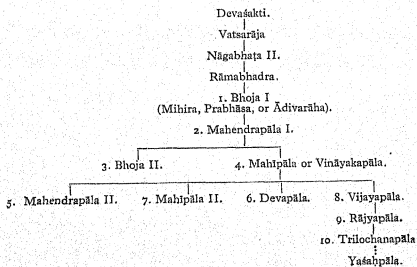 Devaśakti.
Vatsarāja
Nāgabhaṭa II.
Rāmabhadra.
1. Bhoja I
(Mihira, Prabhāsa, or Ādivarāha).
2. Mahendrapāla I.
3. Bhoja II. 4. Mahīpāla or Vināyakapāla.
5. Mahendrapāla II. 7. Mahīpāla II. 6. Devapāla. 8. Vijayapāla.
9. Rājyapāla.
10. Trilochanapāla
Yaśaḥpāla.